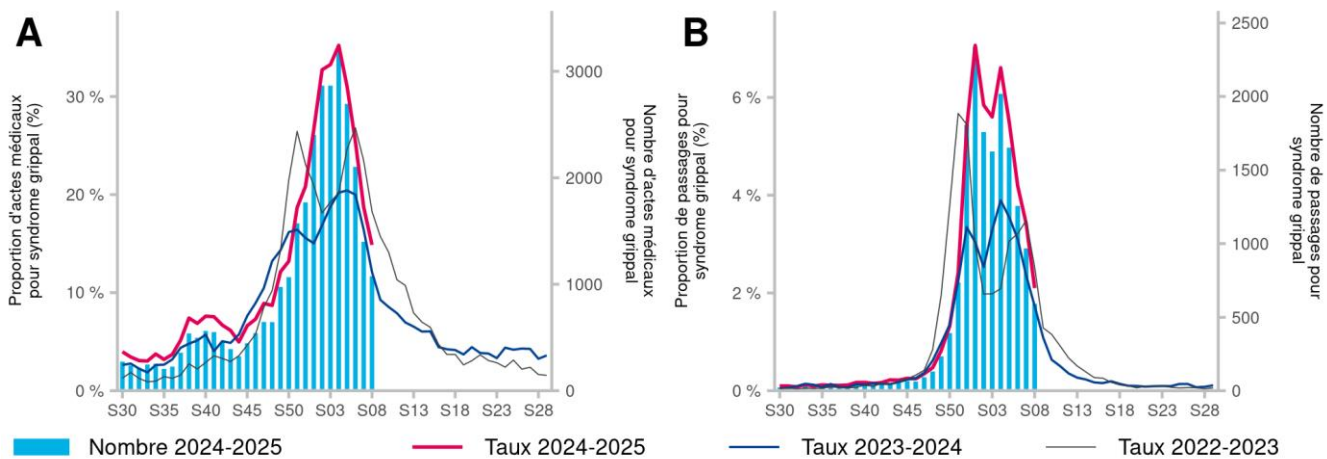 A
B
Proportion d'actes médicaux
pour syndrome grippal (%)
30 %
20 %
10 %
0 %
3000
2000
1000
0
Nombre d'actes médicaux
pour syndrome grippal
S30 S35 S40 S45 S50 S03 S08 S13 S18 S23 S28
Proportion de passages pour
syndrome grippal (%)
6 %
4 %
2 %
0 %
2500
2000
1500
1000
500
0
Nombre de passages pour
syndrome grippal
S30 S35 S40 S45 S50 S03 S08 S13 S18 S23 S28
Nombre 2024-2025 Taux 2024-2025 Taux 2023-2024 Taux 2022-2023